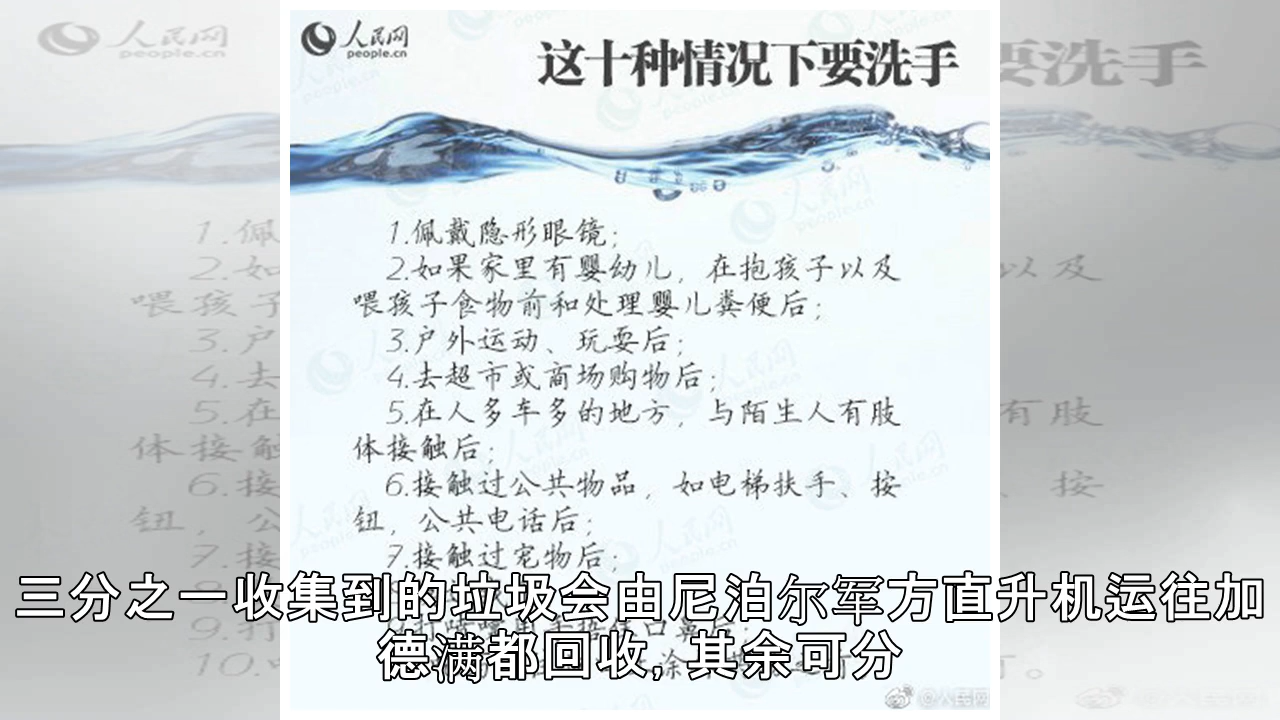 人民网
people.cn
这十种情况下要洗手
1.佩戴隐形眼镜；
2.如果家里有婴幼儿，在抱孩子以及
喂孩子食物前和处理婴儿粪便后；
3.户外运动、玩耍后；
4.去超市或商场购物后；
5.在人多车多的地方，与陌生人有肢
体接触后；
6.接触过公共物品，如电梯扶手、按
钮，公共电话后；
7.接触过宠物后；
三分之一收集到的垃圾会由尼泊尔军方直升机运往加
德满都回收，其余可分
@人民网